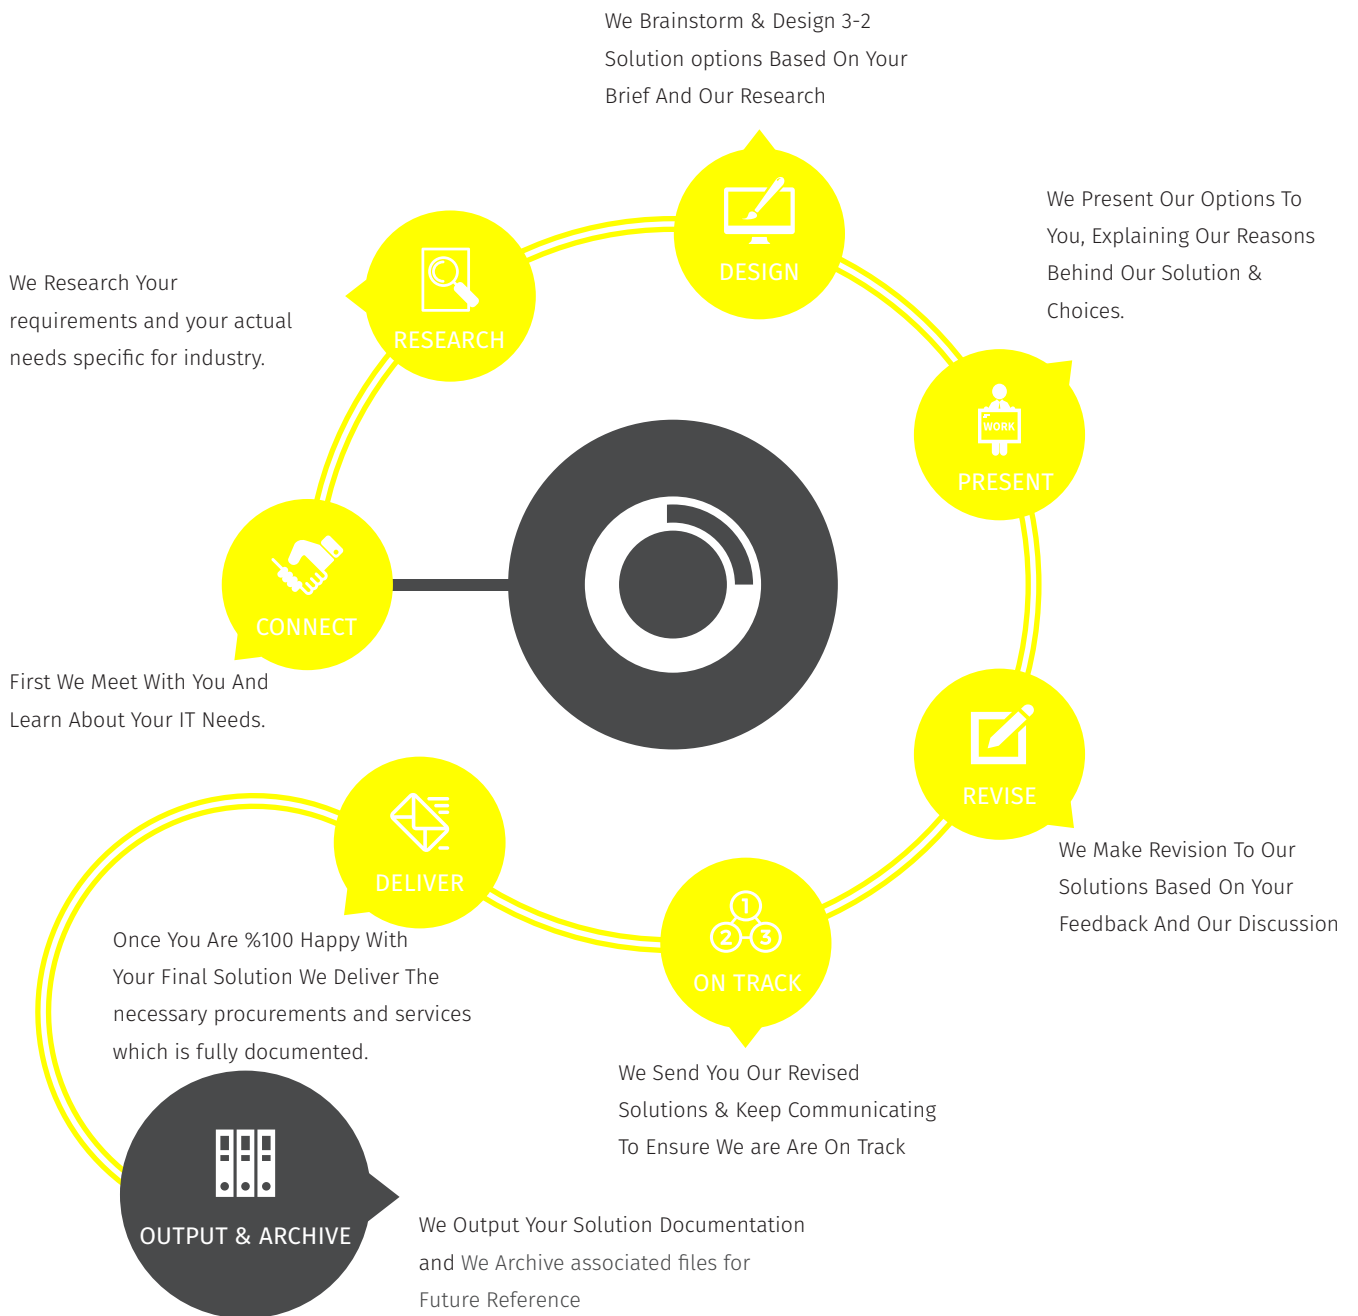 We Brainstorm & Design 3-2
Solution options Based On Your
Brief And Our Research
DESIGN
We Present Our Options To
You, Explaining Our Reasons
Behind Our Solution &
Choices.
WORK
PRESENT
We Research Your
requirements and your actual
needs specific for industry.
RESEARCH
CONNECT
First We Meet With You And
Learn About Your IT Needs.
REVISE
We Make Revision To Our
Solutions Based On Your
Feedback And Our Discussion
1
2 3
ON TRACK
We Send You Our Revised
Solutions & Keep Communicating
To Ensure We are Are On Track
DELIVER
Once You Are %100 Happy With
Your Final Solution We Deliver The
necessary procurements and services
which is fully documented.
OUTPUT & ARCHIVE
We Output Your Solution Documentation
and We Archive associated files for
Future Reference